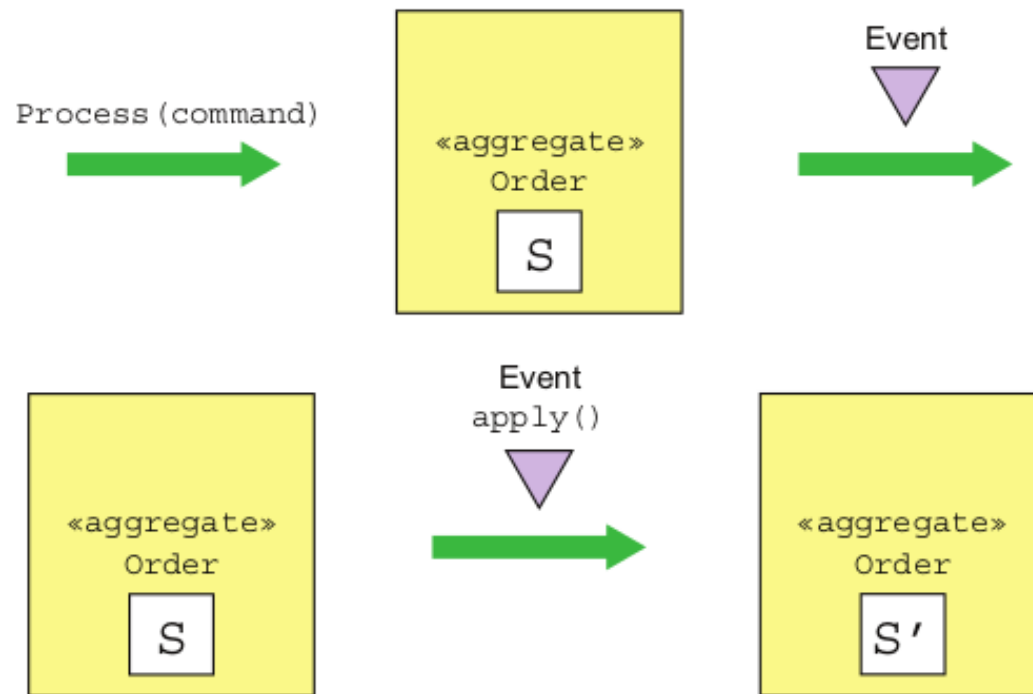 Event
Process(command)
«aggregate»
Order
S
Event
apply()
«aggregate»
Order
S
«aggregate»
Order
S'